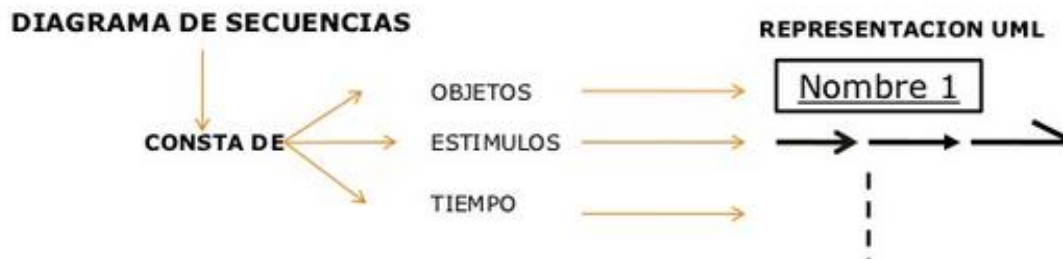 DIAGRAMA DE SECUENCIAS
REPRESENTACION UML
OBJETOS
Nombre 1
CONSTA DE
ESTIMULOS
TIEMPO